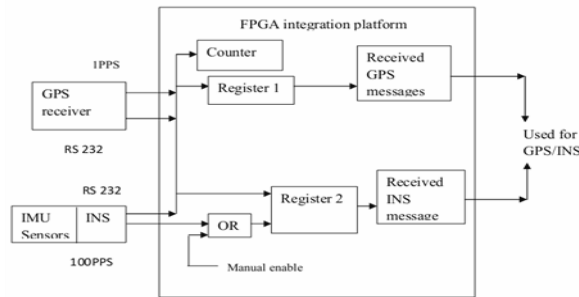 FPGA integration platform
Counter
1PPS
GPS
receiver
RS 232
Register 1
Received
GPS
messages
Used for
GPS/INS
RS 232
IMU
Sensors
INS
100PPS
OR
Manual enable
Register 2
Received
INS
message